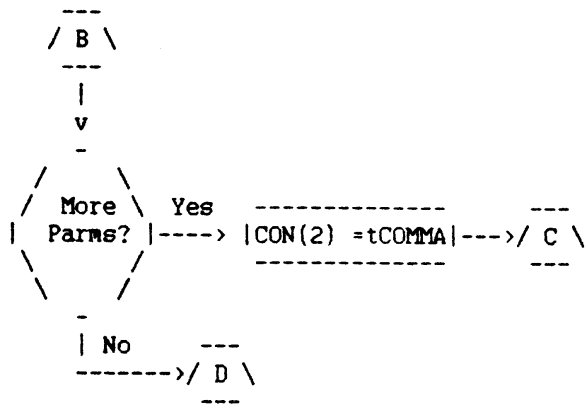 / B \
v
More Yes
Parms? |----> |CON(2) =tCOMMA|--->/ C \
No
------->/ D \